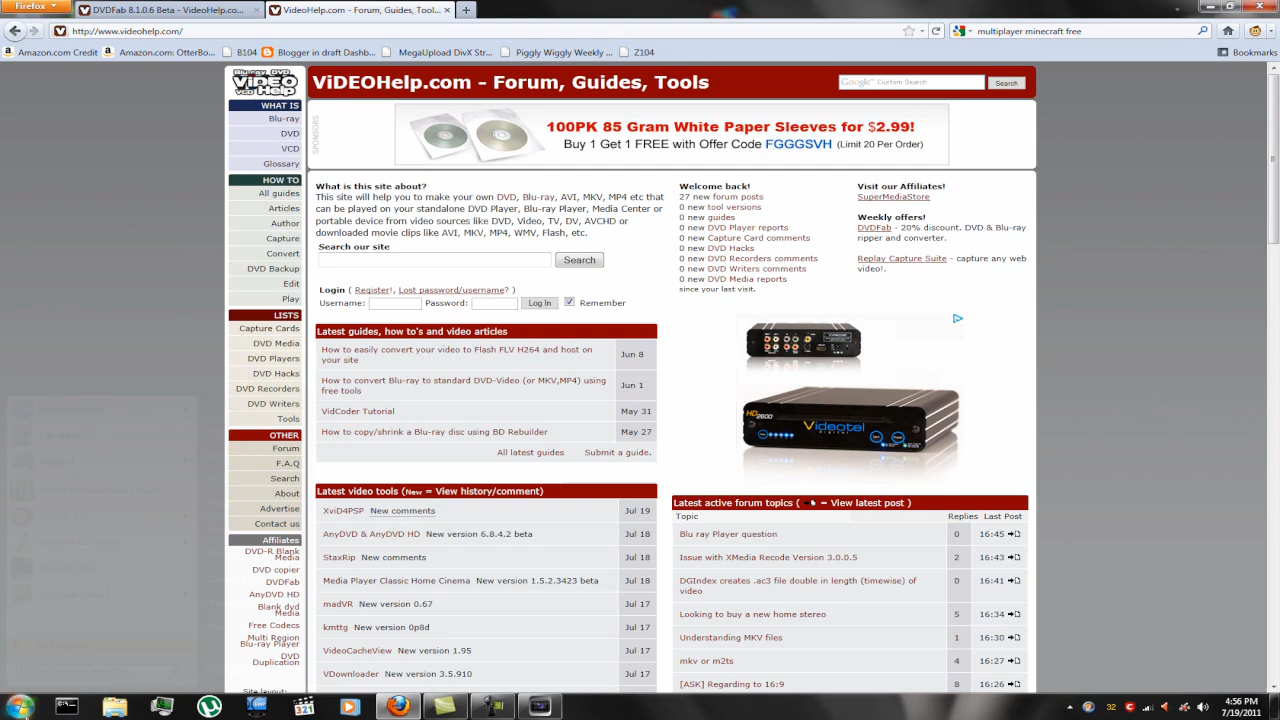 Firefox
DVDFab 8.1.0.6 Beta - VideoHelp.co...
VideoHelp.com - Forum, Guides, Tool...
http://www.videohelp.com/
multiplayer minecraft free
Amazon.com Credit
Amazon.com: OtterBo...
B104
Blogger in draft Dashb...
MegaUpload DivX Str...
Piggly Wiggly Weekly ...
Z104
Bookmarks
Blu-ray DVD
ViDEO
VCD Help
ViDEOHelp.com - Forum, Guides, Tools
Google™ Custom Search
Search
WHAT IS
Blu-ray
DVD
VCD
Glossary
HOW TO
All guides
Articles
Author
Capture
Convert
DVD Backup
Edit
Play
LISTS
Capture Cards
DVD Media
DVD Players
DVD Hacks
DVD Recorders
DVD Writers
Tools
OTHER
Forum
F.A.Q
Search
About
Advertise
Contact us
Affiliates
DVD-R Blank
Media
DVD copier
DVDFab
AnyDVD HD
Blank dvd
Media
Free Codecs
Multi Region
Blu-ray Player
DVD
Duplication
Site layout:
SPONSORS
100PK 85 Gram White Paper Sleeves for $2.99!
Buy 1 Get 1 FREE with Offer Code FGGGSVH (Limit 20 Per Order)
What is this site about?
This site will help you to make your own DVD, Blu-ray, AVI, MKV, MP4 etc that
can be played on your standalone DVD Player, Blu-ray Player, Media Center or
portable device from video sources like DVD, Video, TV, DV, AVCHD or
downloaded movie clips like AVI, MKV, MP4, WMV, Flash, etc.
Search our site
Search
Login ( Register!, Lost password/username? )
Username: Password: Log In Remember
Latest guides, how to's and video articles
How to easily convert your video to Flash FLV H264 and host on
your site
Jun 8
How to convert Blu-ray to standard DVD-Video (or MKV,MP4) using
free tools
Jun 1
VidCoder Tutorial May 31
How to copy/shrink a Blu-ray disc using BD Rebuilder May 27
All latest guides Submit a guide.
Latest video tools (New = View history/comment)
XviD4PSP New comments Jul 19
AnyDVD & AnyDVD HD New version 6.8.4.2 beta Jul 18
StaxRip New comments Jul 18
Media Player Classic Home Cinema New version 1.5.2.3423 beta Jul 18
madVR New version 0.67 Jul 17
kmttg New version 0p8d Jul 17
VideoCacheView New version 1.95 Jul 17
VDownloader New version 3.5.910 Jul 17
Welcome back!
27 new forum posts
0 new tool versions
0 new guides
0 new DVD Player reports
0 new Capture Card comments
0 new DVD Hacks
0 new DVD Recorders comments
0 new DVD Writers comments
0 new DVD Media reports
since your last visit.
Visit our Affiliates!
SuperMediaStore
Weekly offers!
DVDFab - 20% discount. DVD & Blu-ray
ripper and converter.
Replay Capture Suite - capture any web
video!.
HD2600
Videotel
digital
Latest active forum topics ( = View latest post )
Topic Replies Last Post
Blu ray Player question 0 16:45
Issue with XMedia Recode Version 3.0.0.5 2 16:43
DGIndex creates .ac3 file double in length (timewise) of
video
0 16:41
Looking to buy a new home stereo 5 16:34
Understanding MKV files 1 16:30
mkv or m2ts 4 16:27
[ASK] Regarding to 16:9 8 16:26
321
32
4:56 PM
7/19/2011